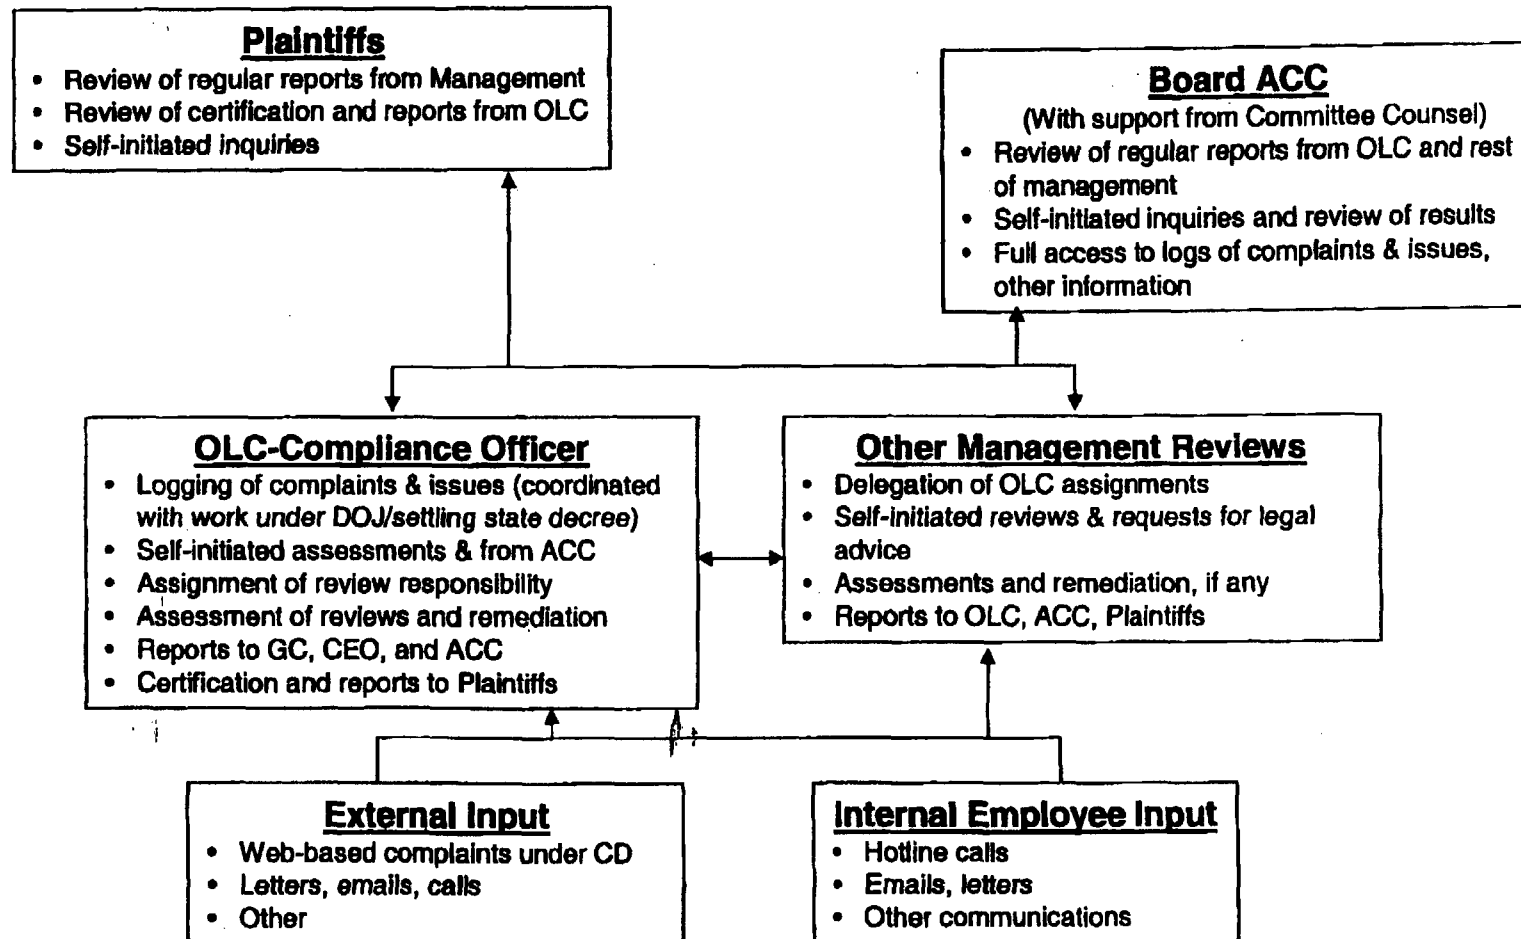 Plaintiffs
• Review of regular reports from Management
• Review of certification and reports from OLC
• Self-initiated inquiries
Board ACC
(With support from Committee Counsel)
• Review of regular reports from OLC and rest
of management
• Self-initiated inquiries and review of results
• Full access to logs of complaints & issues,
other information
OLC-Compliance Officer
• Logging of complaints & issues (coordinated
with work under DOJ/settling state decree)
• Self-initiated assessments & from ACC
• Assignment of review responsibility
• Assessment of reviews and remediation
• Reports to GC, CEO, and ACC
• Certification and reports to Plaintiffs
Other Management Reviews
• Delegation of OLC assignments
• Self-initiated reviews & requests for legal
advice
• Assessments and remediation, if any
• Reports to OLC, ACC, Plaintiffs
External Input
• Web-based complaints under CD
• Letters, emails, calls
• Other
Internal Employee Input
• Hotline calls
• Emails, letters
• Other communications